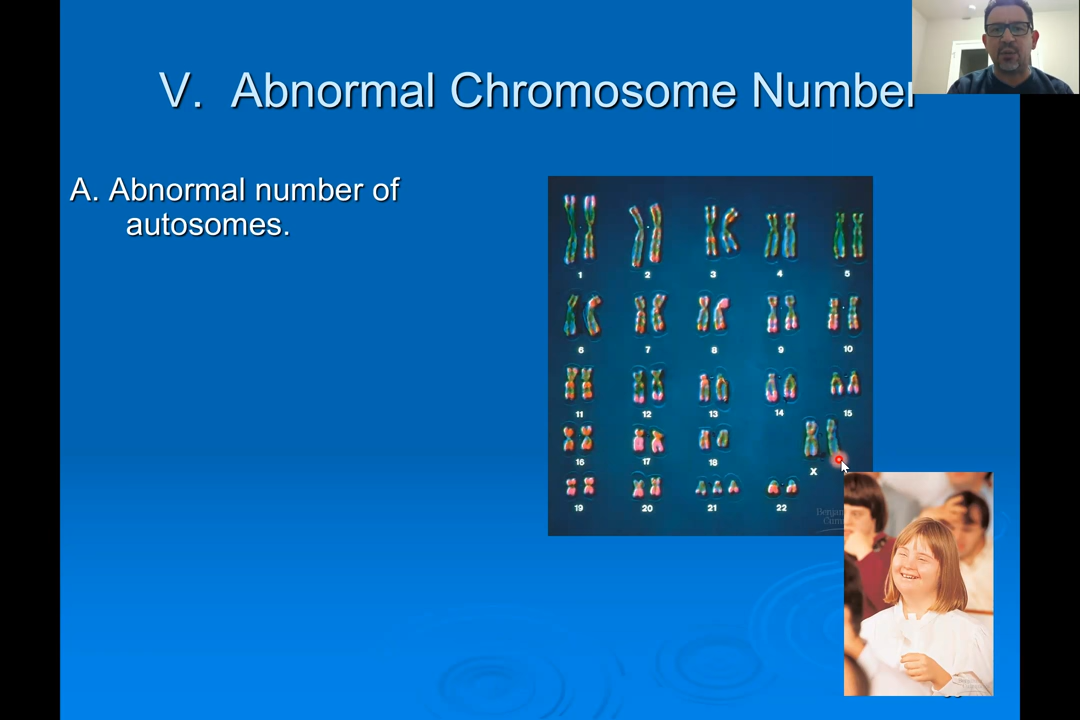 V. Abnormal Chromosome Number
A. Abnormal number of
autosomes.
1 2 3 4 5
6 7 8 9 10
11 12 13 14 15
16 17 18 X
19 20 21 22